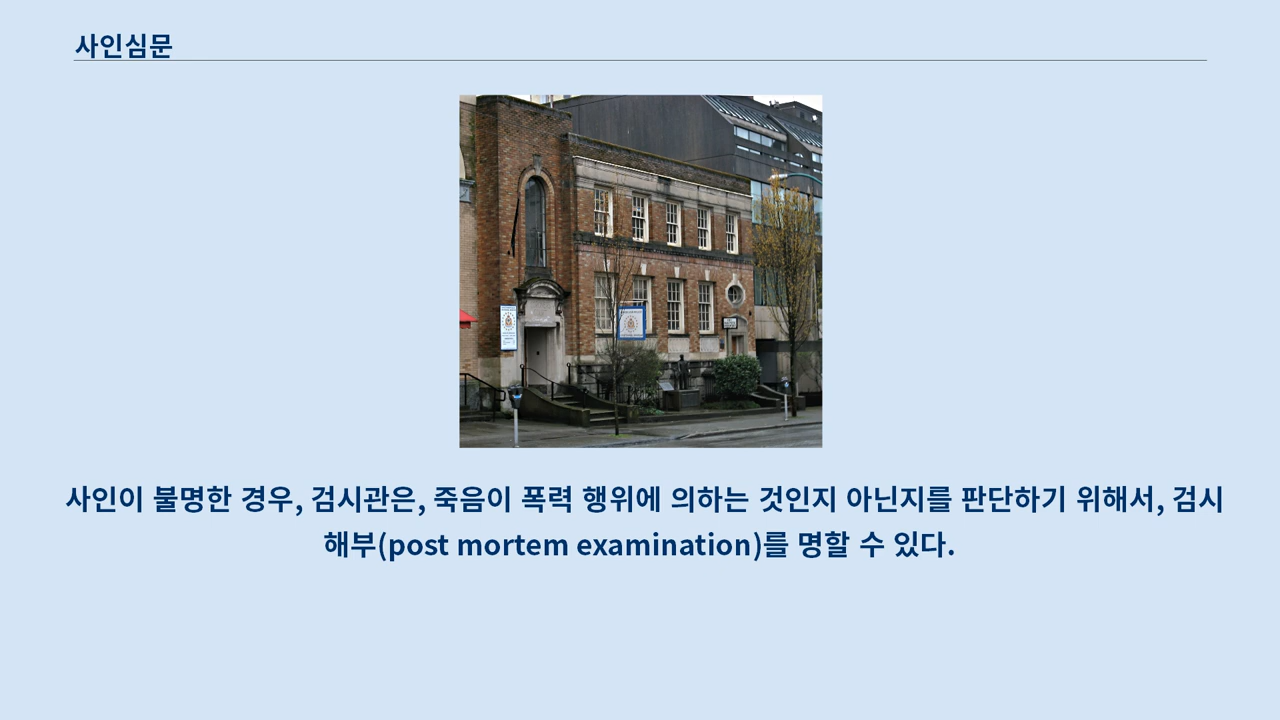 사인심문
사인이 불명한 경우, 검시관은, 죽음이 폭력 행위에 의하는 것인지 아닌지를 판단하기 위해서, 검시
해부(post mortem examination)를 명할 수 있다.